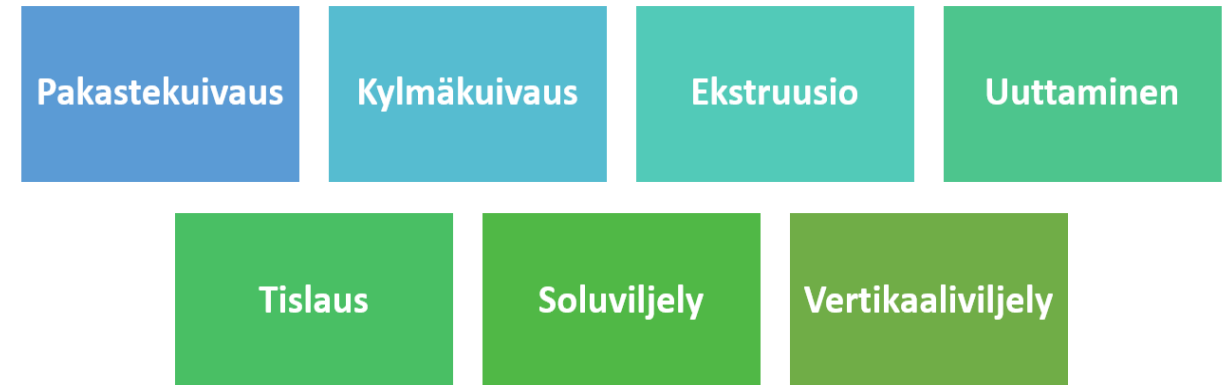 Pakastekuivaus
Kylmäkuivaus
Ekstruusio
Uuttaminen
Tislaus
Soluviljely
Vertikaaliviljely